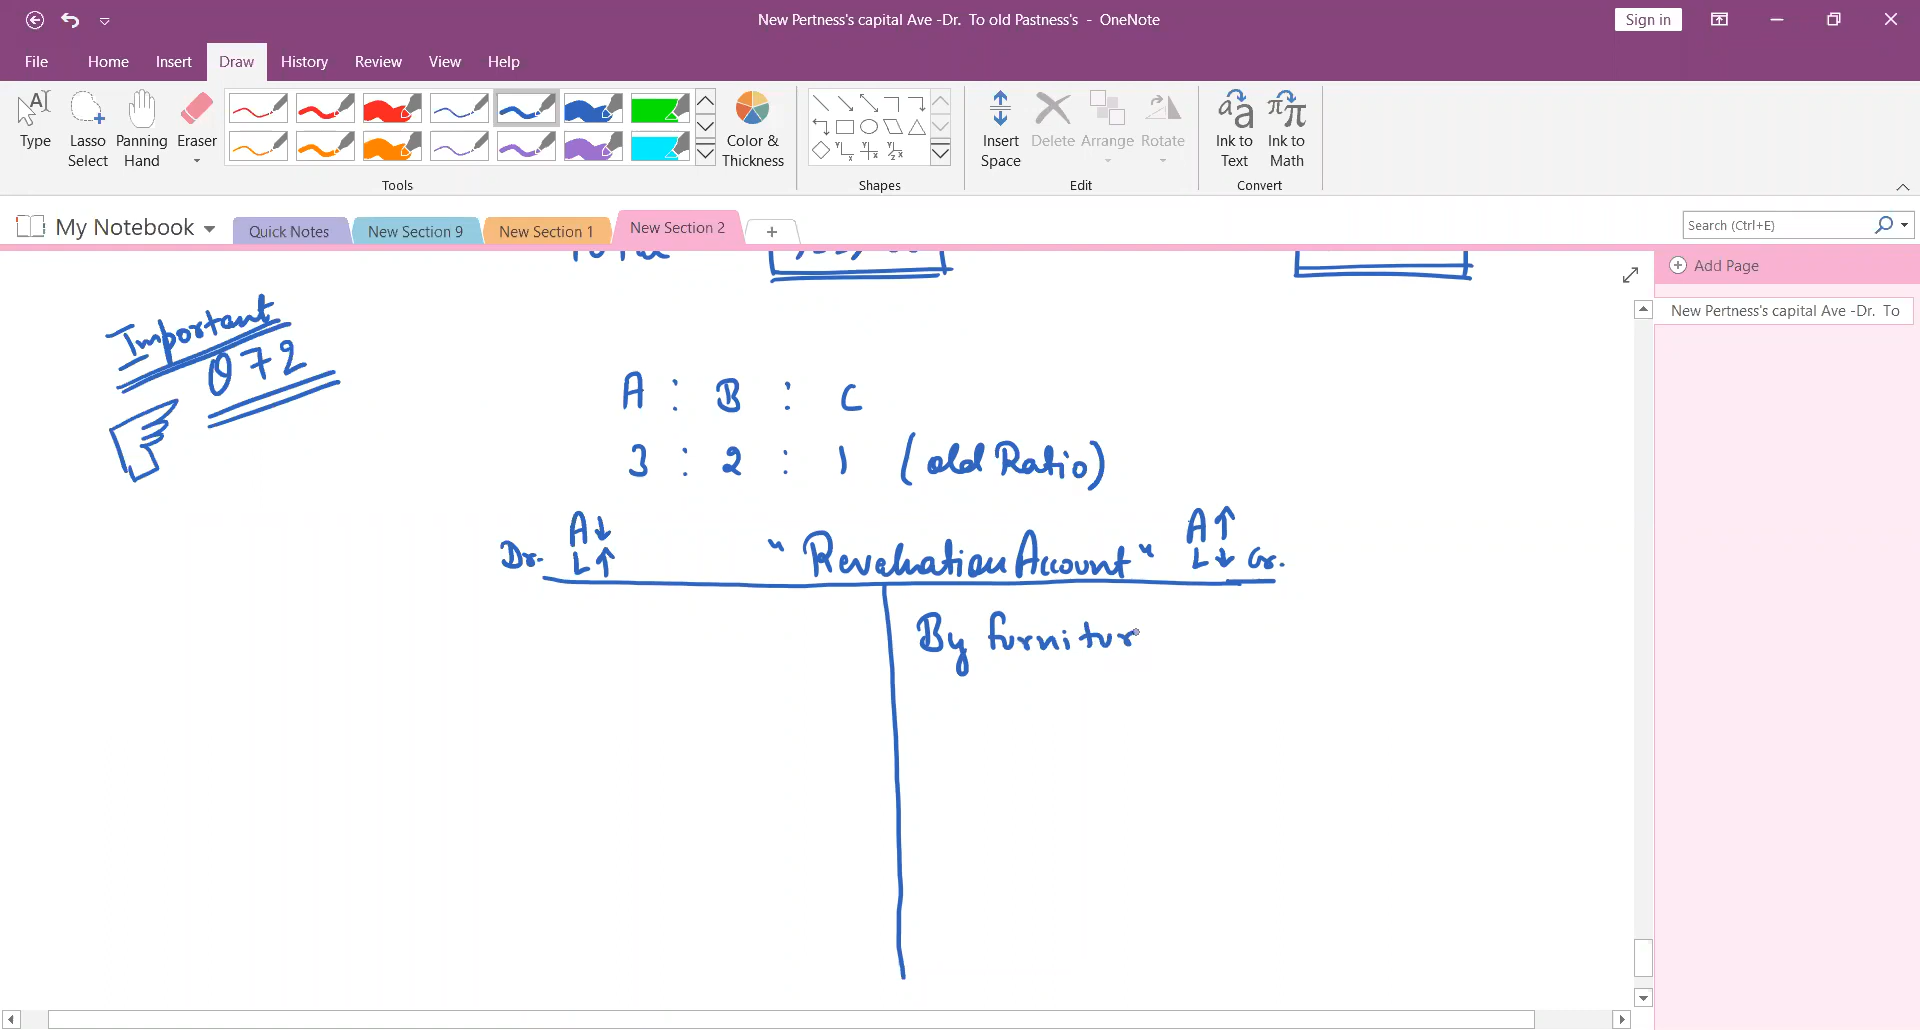 New Pertness's capital Ave -Dr. To old Pastness's - OneNote
Sign in
File Home Insert Draw History Review View Help
Type
Lasso Select
Panning Hand
Eraser
Color & Thickness
Insert Space
Delete
Arrange
Rotate
Ink to Text
Ink to Math
Tools
Shapes
Edit
Convert
My Notebook
Quick Notes
New Section 9
New Section 1
New Section 2
Search (Ctrl+E)
Add Page
New Pertness's capital Ave -Dr. To
Total
Important
Q72
A : B : C
3 : 2 : 1 (old Ratio)
A↓ A↑
Dr. L↑ "Revaluation Account" L↓ Cr.
By furnitur